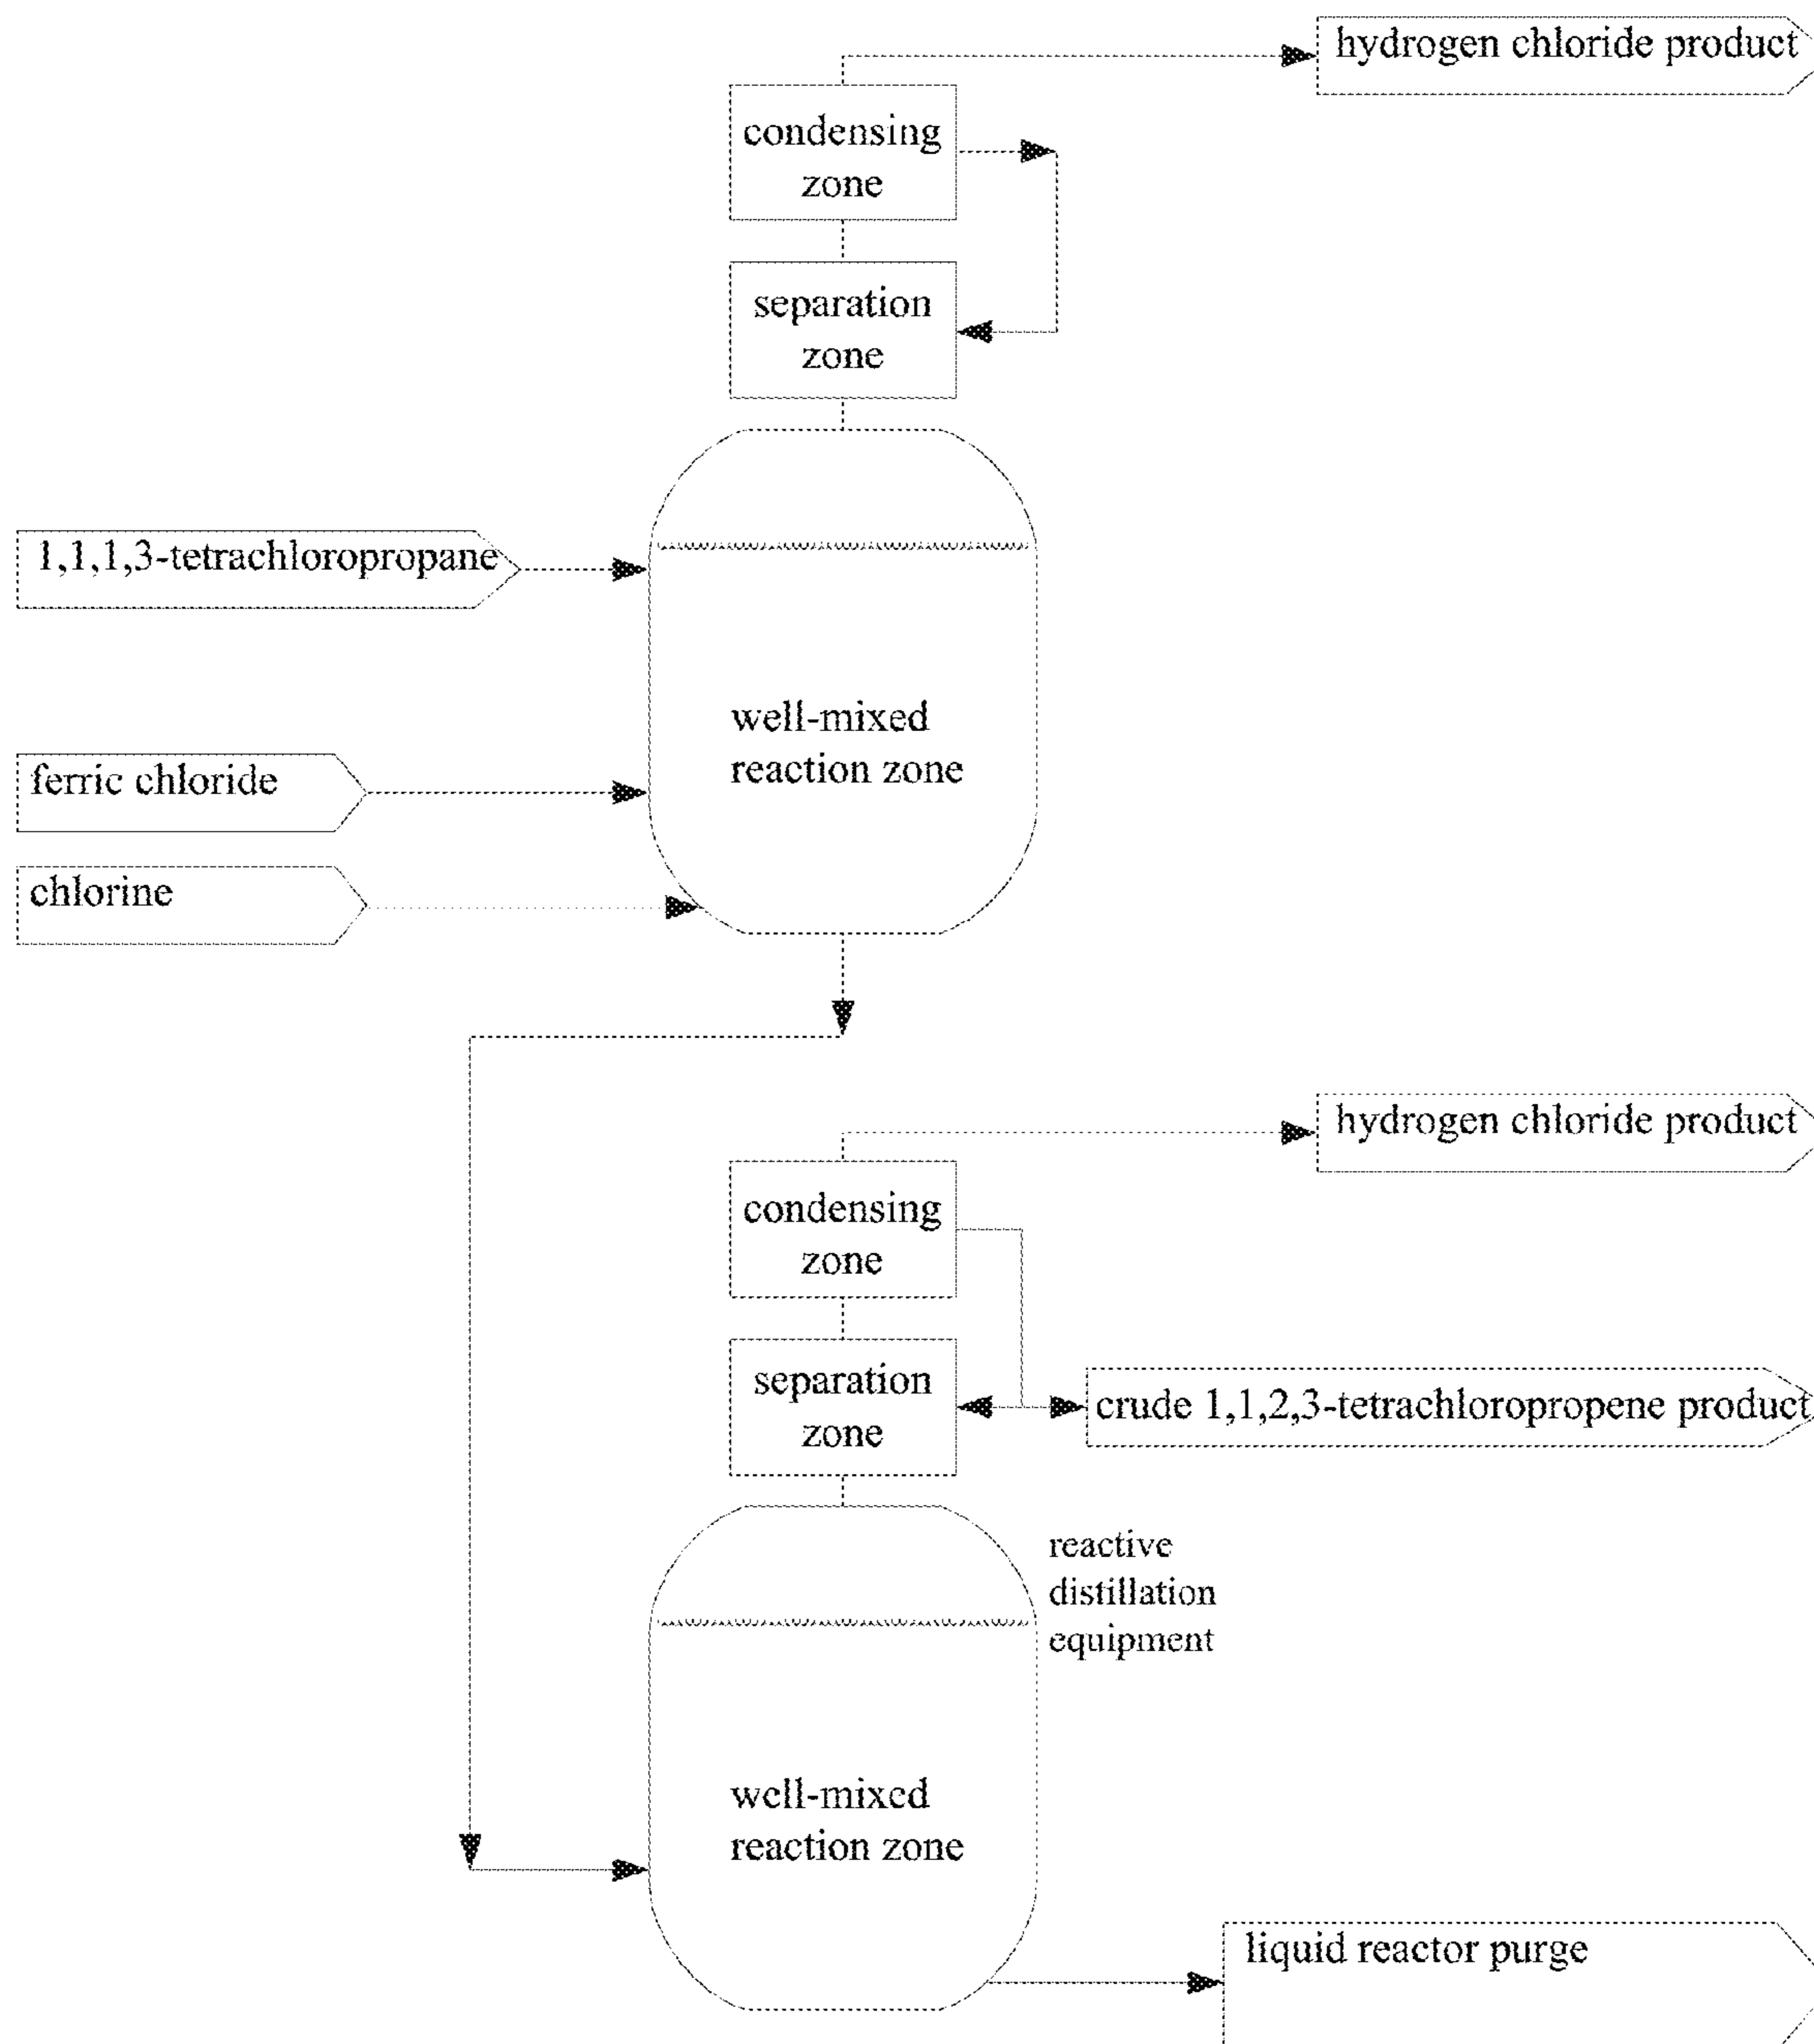 hydrogen chloride product
condensing
zone
separation
zone
1,1,1,3-tetrachloropropane
well-mixed
reaction zone
ferric chloride
chlorine
hydrogen chloride product
condensing
zone
separation
zone
crude 1,1,2,3-tetrachloropropene product
reactive
distillation
equipment
well-mixed
reaction zone
liquid reactor purge